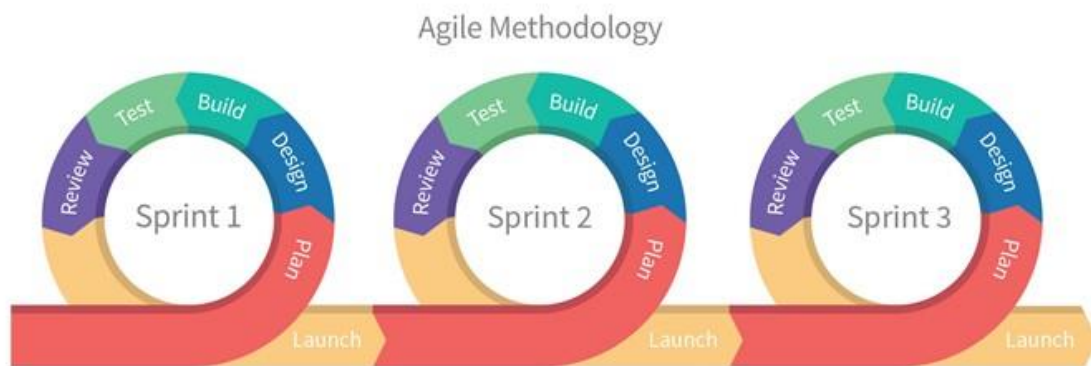 Agile Methodology
Test
Build
Design
Review
Plan
Sprint 1
Launch
Test
Build
Design
Review
Plan
Sprint 2
Launch
Test
Build
Design
Review
Plan
Sprint 3
Launch